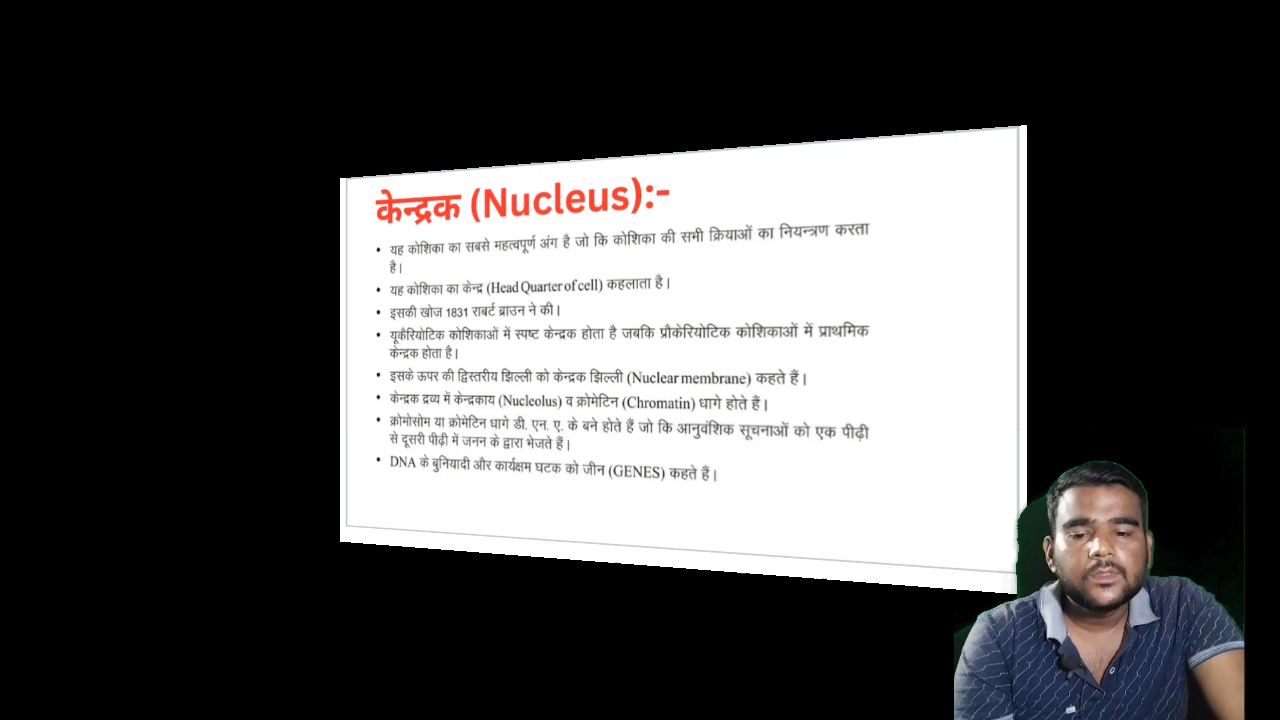 केन्द्रक (Nucleus):-
• यह कोशिका का सबसे महत्वपूर्ण अंग है जो कि कोशिका की सभी क्रियाओं का नियन्त्रण करता
है।
• यह कोशिका का केन्द्र (Head Quarter of cell) कहलाता है।
• इसकी खोज 1831 राबर्ट ब्राउन ने की।
• यूकैरियोटिक कोशिकाओं में स्पष्ट केन्द्रक होता है जबकि प्रौकेरियोटिक कोशिकाओं में प्राथमिक
केन्द्रक होता है।
• इसके ऊपर की द्विस्तरीय झिल्ली को केन्द्रक झिल्ली (Nuclear membrane) कहते हैं।
• केन्द्रक द्रव्य में केन्द्रकाय (Nucleolus) व क्रोमेटिन (Chromatin) धागे होते हैं।
• क्रोमोसोम या क्रोमेटिन धागे डी. एन. ए. के बने होते हैं जो कि आनुवंशिक सूचनाओं को एक पीढ़ी
से दूसरी पीढ़ी में जनन के द्वारा भेजते हैं।
• DNA के बुनियादी और कार्यक्षम घटक को जीन (GENES) कहते हैं।